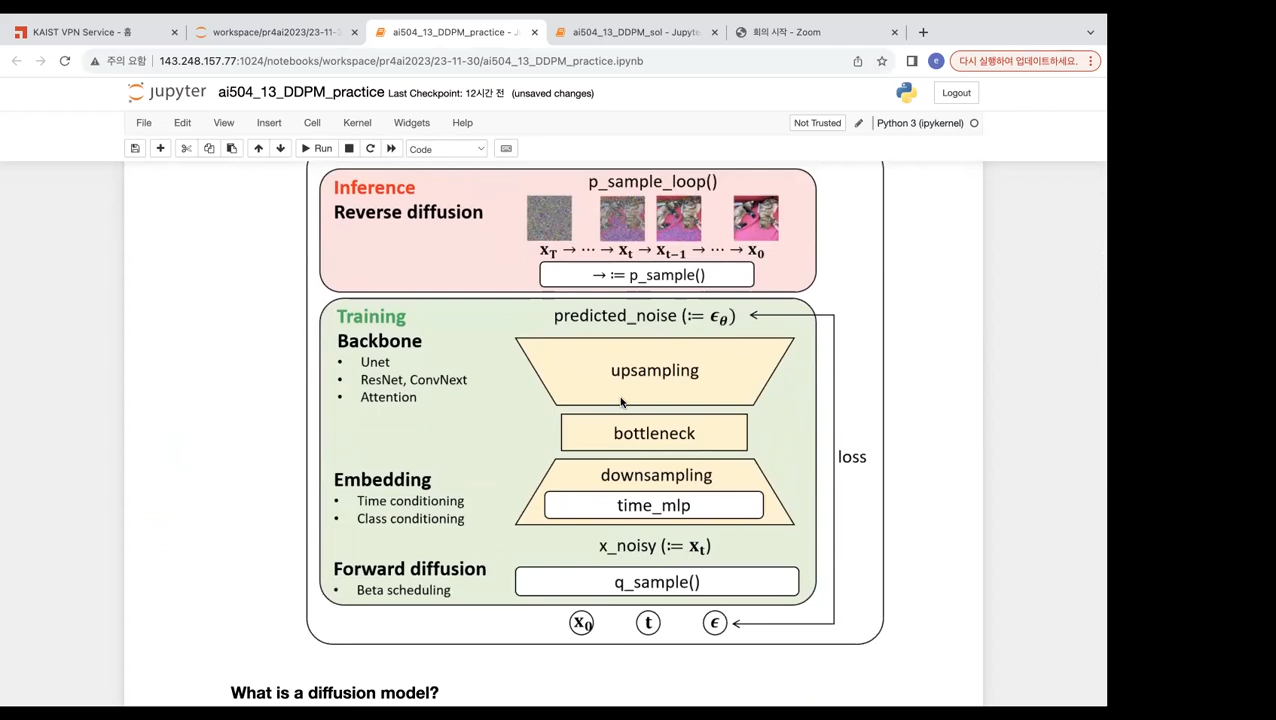 KAIST VPN Service - 홈
workspace/pr4ai2023/23-11-3
ai504_13_DDPM_practice - J
ai504_13_DDPM_sol - Jupyte
회의 시작 - Zoom
주의 요함
143.248.157.77:1024/notebooks/workspace/pr4ai2023/23-11-30/ai504_13_DDPM_practice.ipynb
e
다시 실행하여 업데이트하세요.
jupyter ai504_13_DDPM_practice Last Checkpoint: 12시간 전 (unsaved changes)
Logout
File Edit View Insert Cell Kernel Widgets Help
Not Trusted
Python 3 (ipykernel)
Run
Code
Inference
Reverse diffusion
p_sample_loop()
x_T → ⋯ → x_t → x_{t−1} → ⋯ → x_0
→ ≔ p_sample()
Training
predicted_noise (≔ ϵ_θ)
Backbone
• Unet
• ResNet, ConvNext
• Attention
upsampling
bottleneck
loss
Embedding
• Time conditioning
• Class conditioning
downsampling
time_mlp
x_noisy (≔ x_t)
Forward diffusion
• Beta scheduling
q_sample()
x_0 t ϵ
What is a diffusion model?